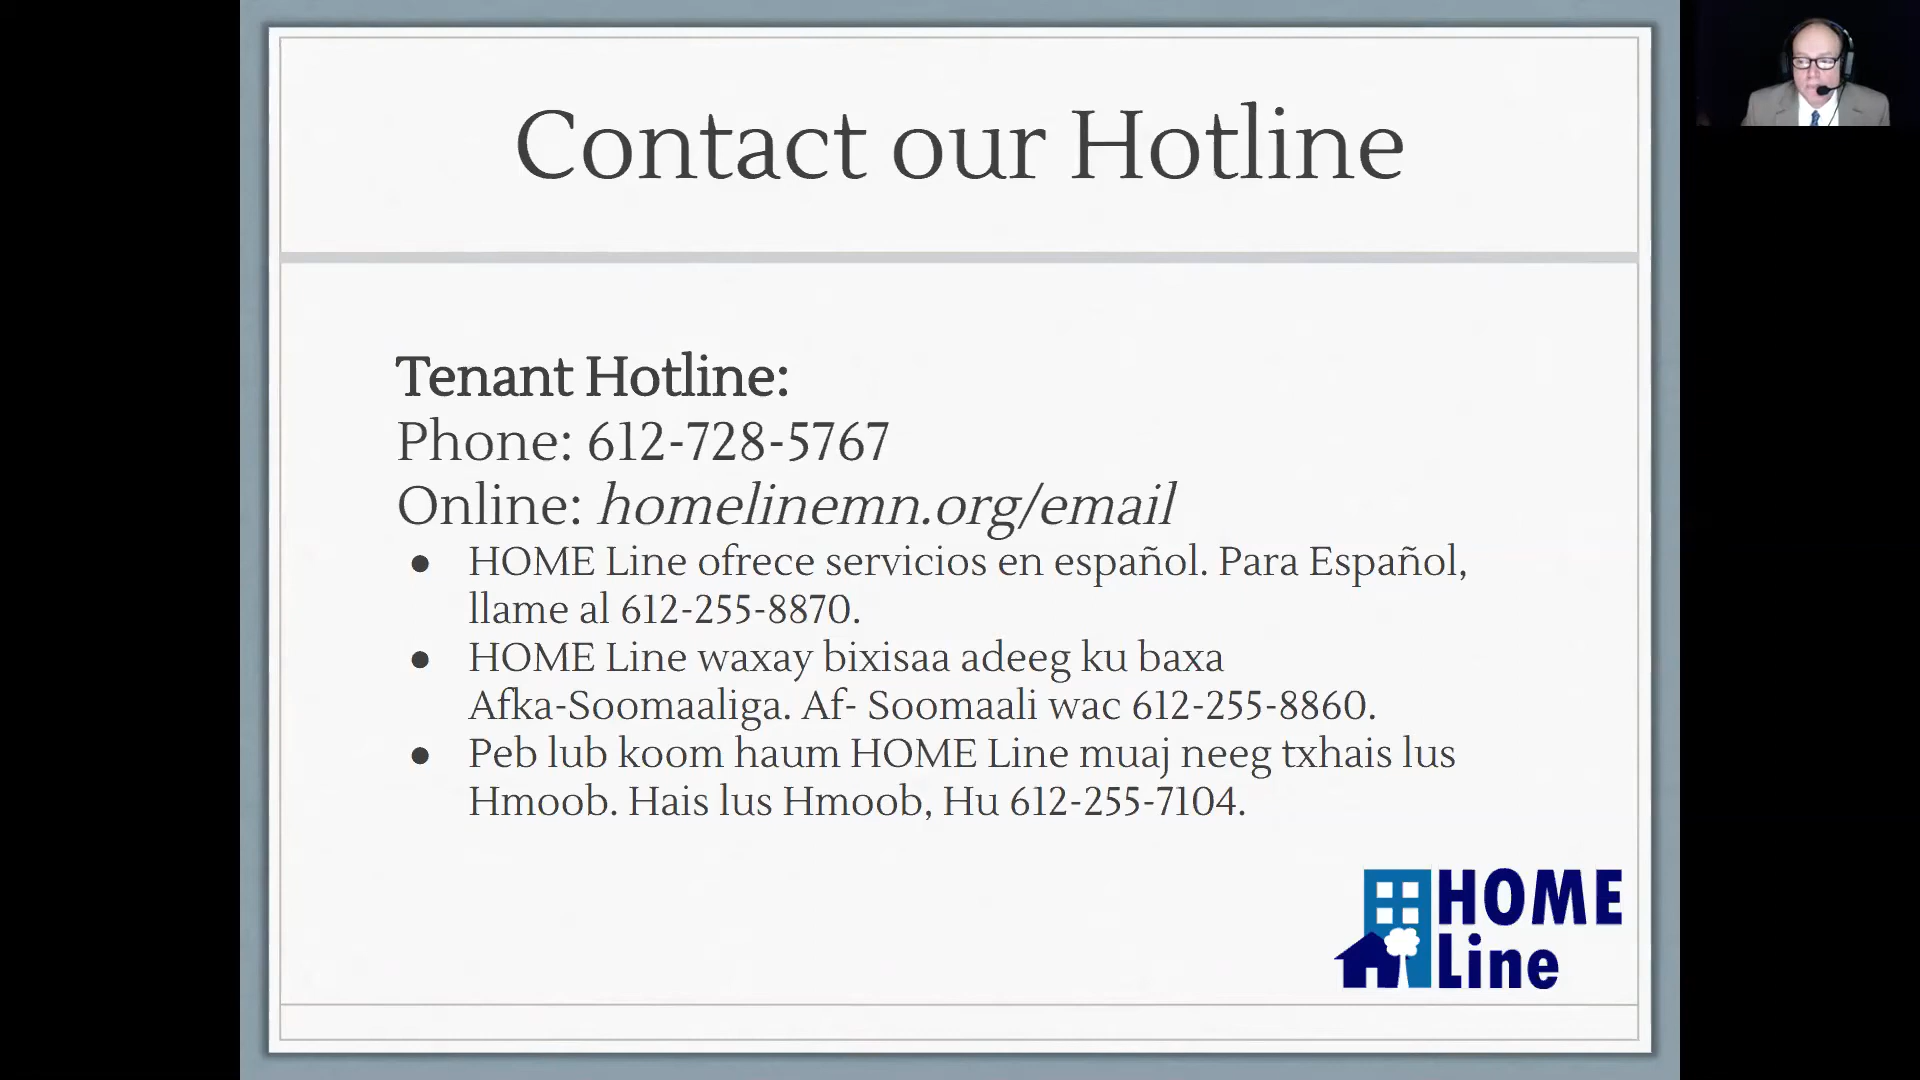 Contact our Hotline
Tenant Hotline:
Phone: 612-728-5767
Online: homelinemn.org/email
● HOME Line ofrece servicios en español. Para Español,
llame al 612-255-8870.
● HOME Line waxay bixisaa adeeg ku baxa
Afka-Soomaaliga. Af- Soomaali wac 612-255-8860.
● Peb lub koom haum HOME Line muaj neeg txhais lus
Hmoob. Hais lus Hmoob, Hu 612-255-7104.
HOME
Line